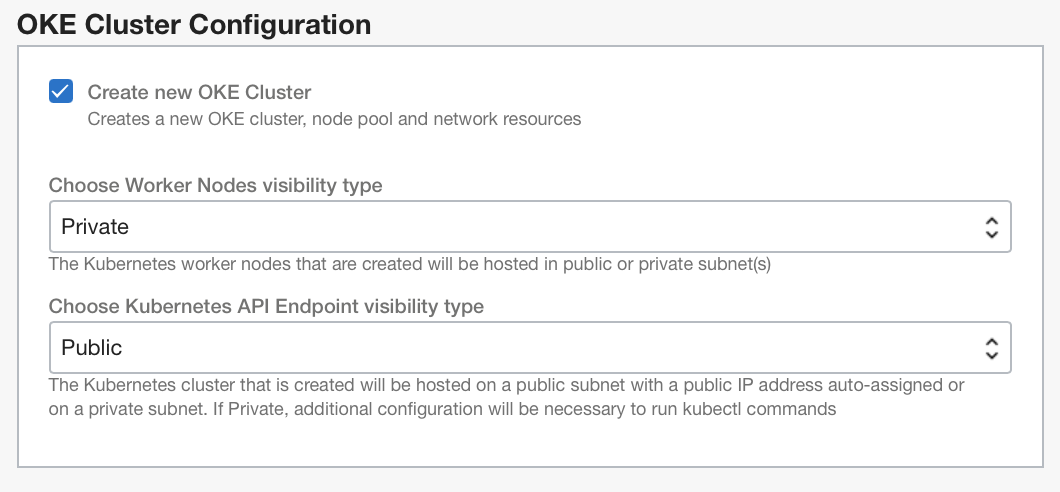 OKE Cluster Configuration
Create new OKE Cluster
Creates a new OKE cluster, node pool and network resources
Choose Worker Nodes visibility type
Private
The Kubernetes worker nodes that are created will be hosted in public or private subnet(s)
Choose Kubernetes API Endpoint visibility type
Public
The Kubernetes cluster that is created will be hosted on a public subnet with a public IP address auto-assigned or
on a private subnet. If Private, additional configuration will be necessary to run kubectl commands